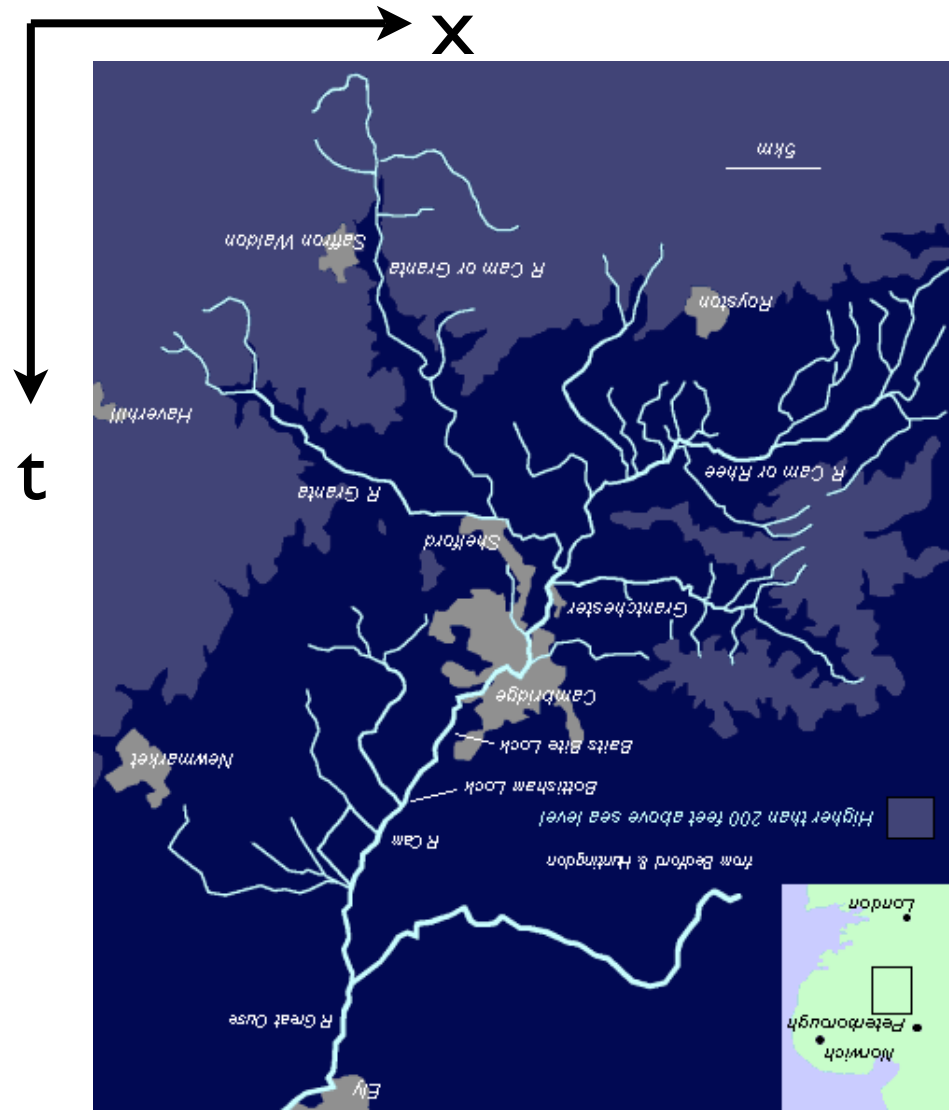 x
t
5km
Saffron Waldon
R Cam or Granta
Royston
Haverhill
R Cam or Rhee
R Granta
Shelford
Grantchester
Cambridge
Baits Bite Lock
Newmarket
Bottisham Lock
Higher than 200 feet above sea level
R Cam
from Bedford & Huntingdon
London
R Great Ouse
Peterborough
Norwich
Ely